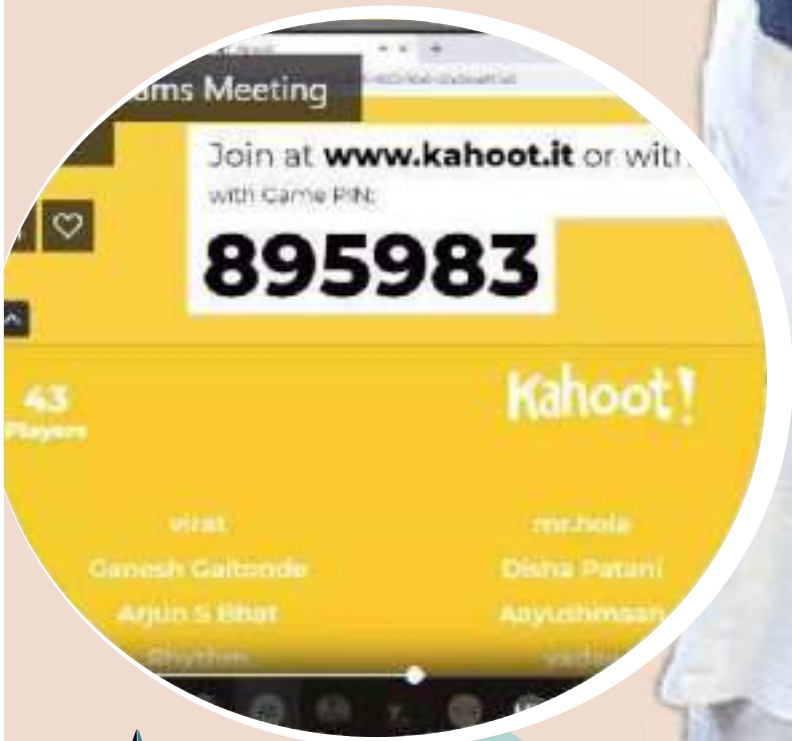 ams Meeting
Join at www.kahoot.it or with
with Game PIN:
895983
43
Players
Kahoot!
virat
mr.hola
Ganesh Gaitonde
Disha Patani
Arjun S Bhat
Aayushmaan
Rhythm